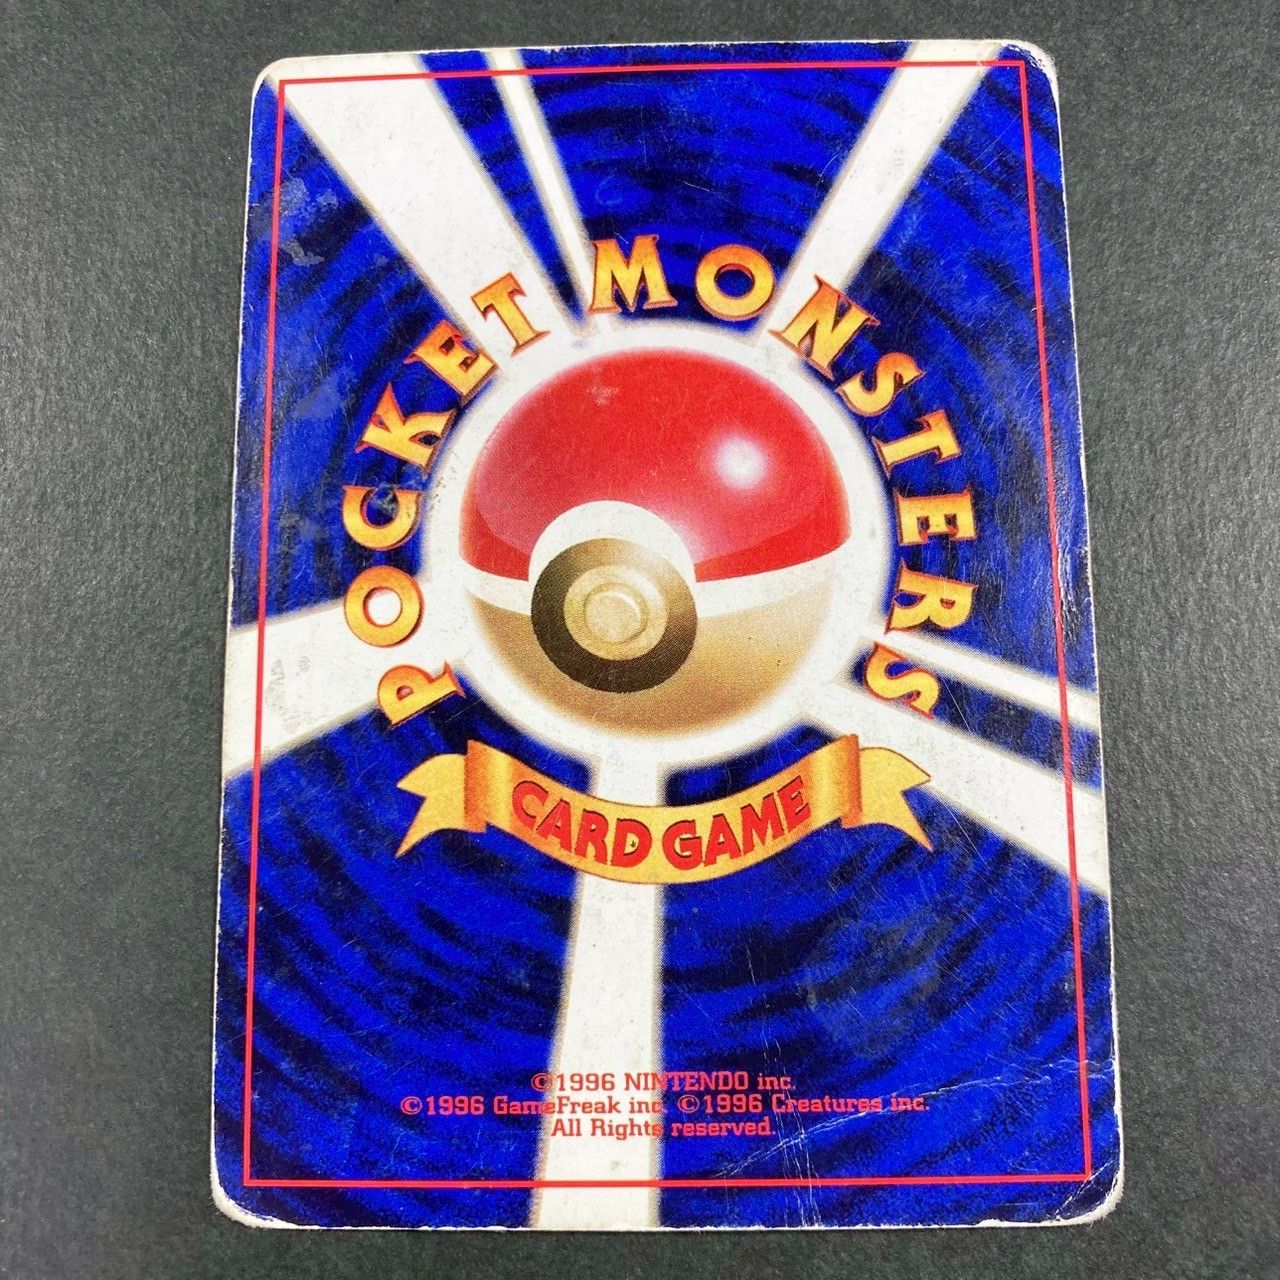 POCKET MONSTERS
CARD GAME
©1996 NINTENDO inc.
©1996 GameFreak inc. ©1996 Creatures inc.
All Rights reserved.